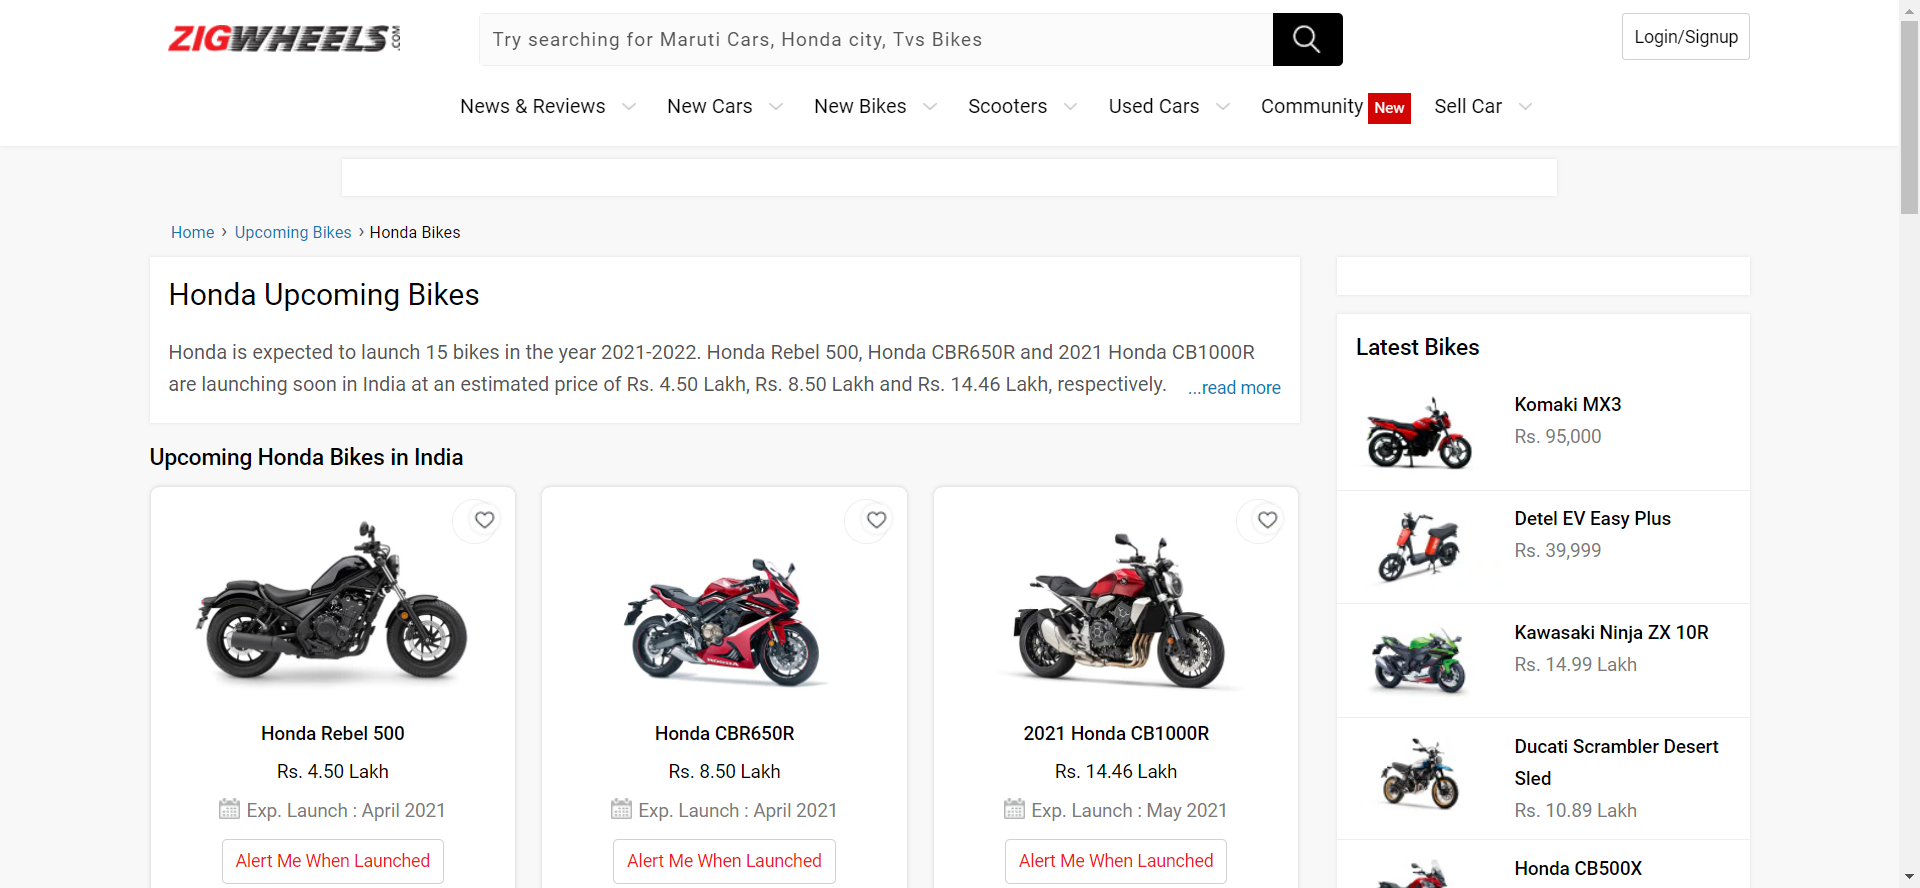 ZIGWHEELS.COM
Try searching for Maruti Cars, Honda city, Tvs Bikes
Login/Signup
News & Reviews New Cars New Bikes Scooters Used Cars Community New Sell Car
Home › Upcoming Bikes › Honda Bikes
Honda Upcoming Bikes
Honda is expected to launch 15 bikes in the year 2021-2022. Honda Rebel 500, Honda CBR650R and 2021 Honda CB1000R
are launching soon in India at an estimated price of Rs. 4.50 Lakh, Rs. 8.50 Lakh and Rs. 14.46 Lakh, respectively. ...read more
Upcoming Honda Bikes in India
Honda Rebel 500
Rs. 4.50 Lakh
Exp. Launch : April 2021
Alert Me When Launched
Honda CBR650R
Rs. 8.50 Lakh
Exp. Launch : April 2021
Alert Me When Launched
2021 Honda CB1000R
Rs. 14.46 Lakh
Exp. Launch : May 2021
Alert Me When Launched
Latest Bikes
Komaki MX3
Rs. 95,000
Detel EV Easy Plus
Rs. 39,999
Kawasaki Ninja ZX 10R
Rs. 14.99 Lakh
Ducati Scrambler Desert
Sled
Rs. 10.89 Lakh
Honda CB500X